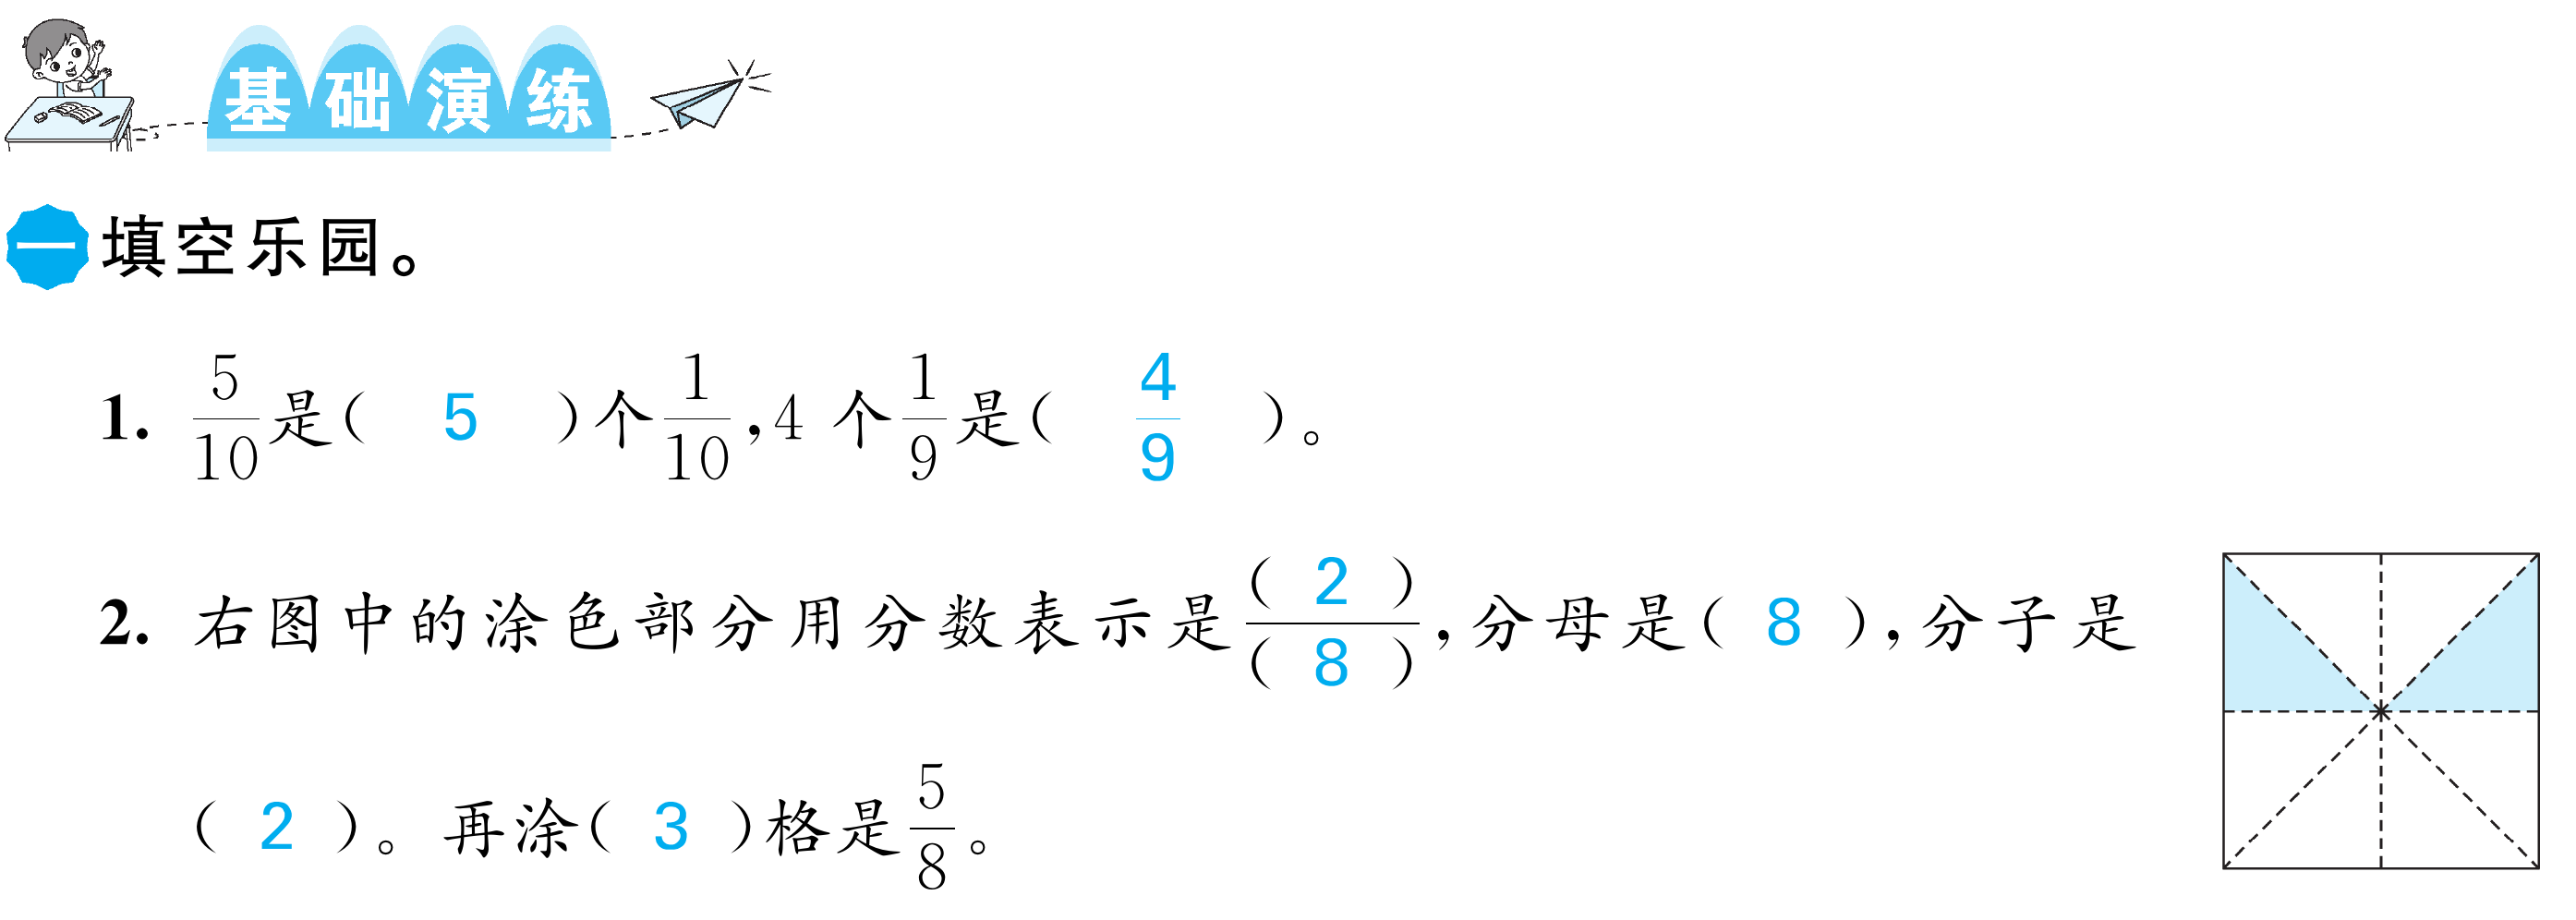 基础演练
一 填空乐园。
1. 5/10是( 5 )个1/10,4 个1/9是( 4/9 )。
2. 右图中的涂色部分用分数表示是( 2 )/( 8 ),分母是( 8 ),分子是
( 2 )。再涂( 3 )格是5/8。